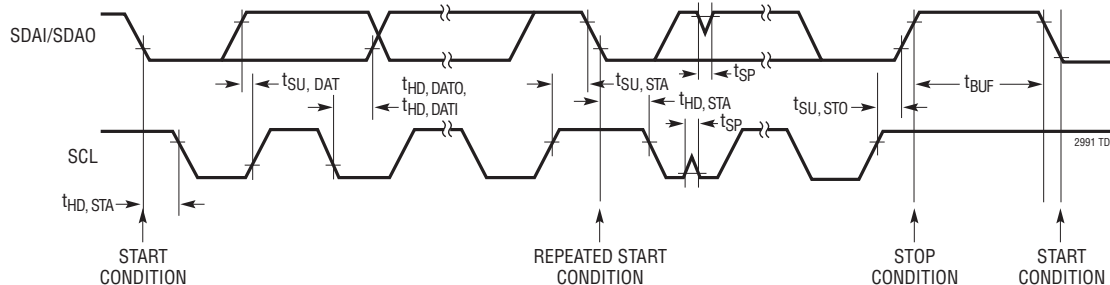 SDAI/SDAO
tSU, DAT
tHD, DATO,
tHD, DATI
tSU, STA
tHD, STA
tSP
tSP
tSU, STO
tBUF
2991 TD
SCL
tHD, STA
START
CONDITION
REPEATED START
CONDITION
STOP
CONDITION
START
CONDITION